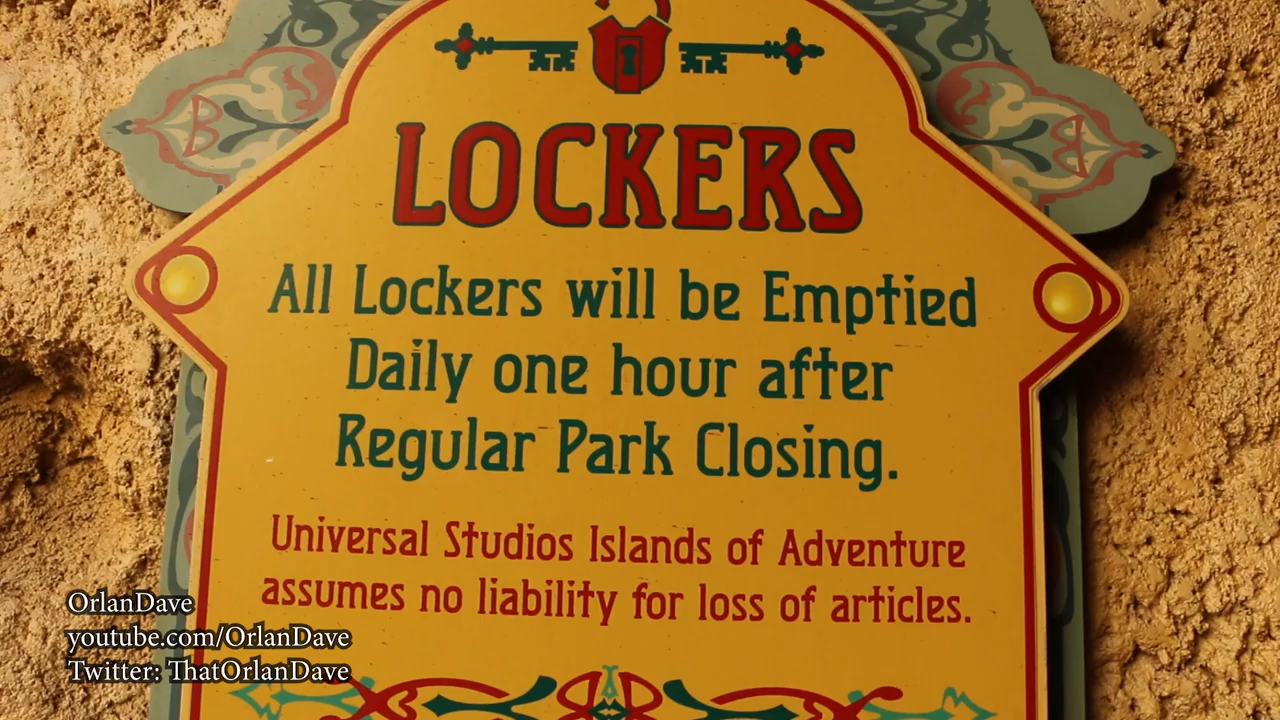 LOCKERS
All Lockers will be Emptied
Daily one hour after
Regular Park Closing.
Universal Studios Islands of Adventure
assumes no liability for loss of articles.
OrlanDave
youtube.com/OrlanDave
Twitter: ThatOrlanDave